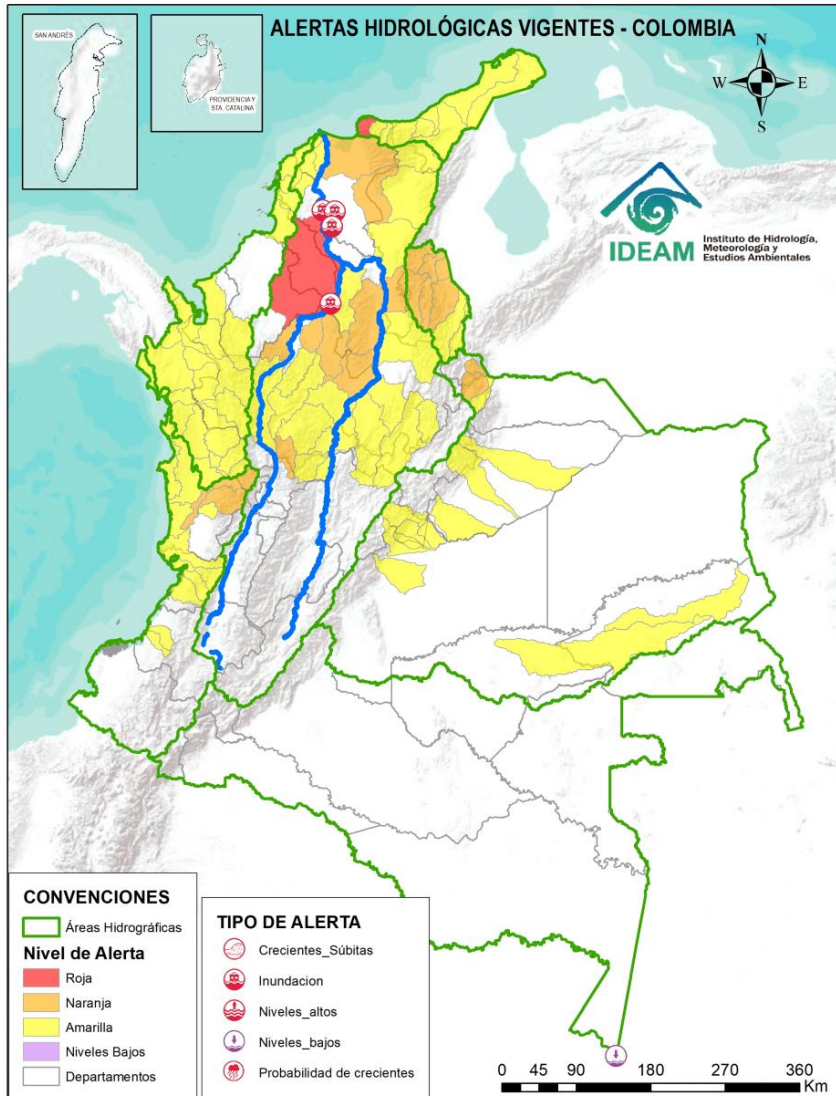 ALERTAS HIDROLÓGICAS VIGENTES - COLOMBIA
SAN ANDRÉS
PROVIDENCIA Y
STA. CATALINA
N
W
E
S
IDEAM
Instituto de Hidrología,
Meteorología y
Estudios Ambientales
CONVENCIONES
Áreas Hidrográficas
Nivel de Alerta
Roja
Naranja
Amarilla
Niveles Bajos
Departamentos
TIPO DE ALERTA
Crecientes_Súbitas
Inundacion
Niveles_altos
Niveles_bajos
Probabilidad de crecientes
0 45 90 180 270 360
Km